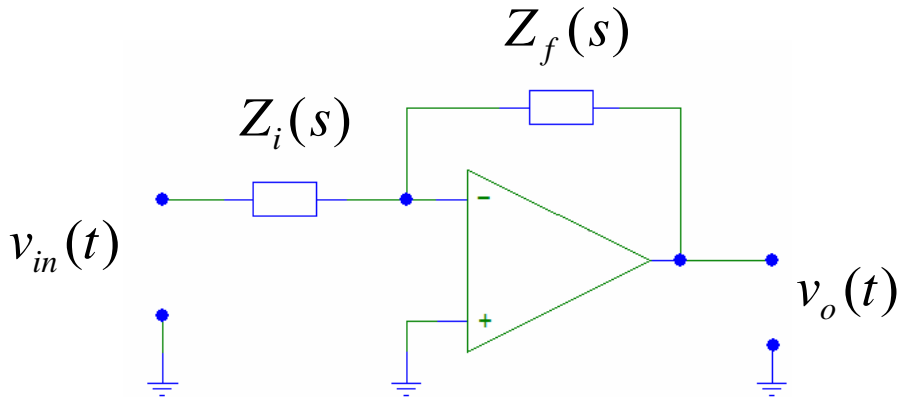 Z_f(s)
Z_i(s)
−
v_in(t)
+
v_o(t)